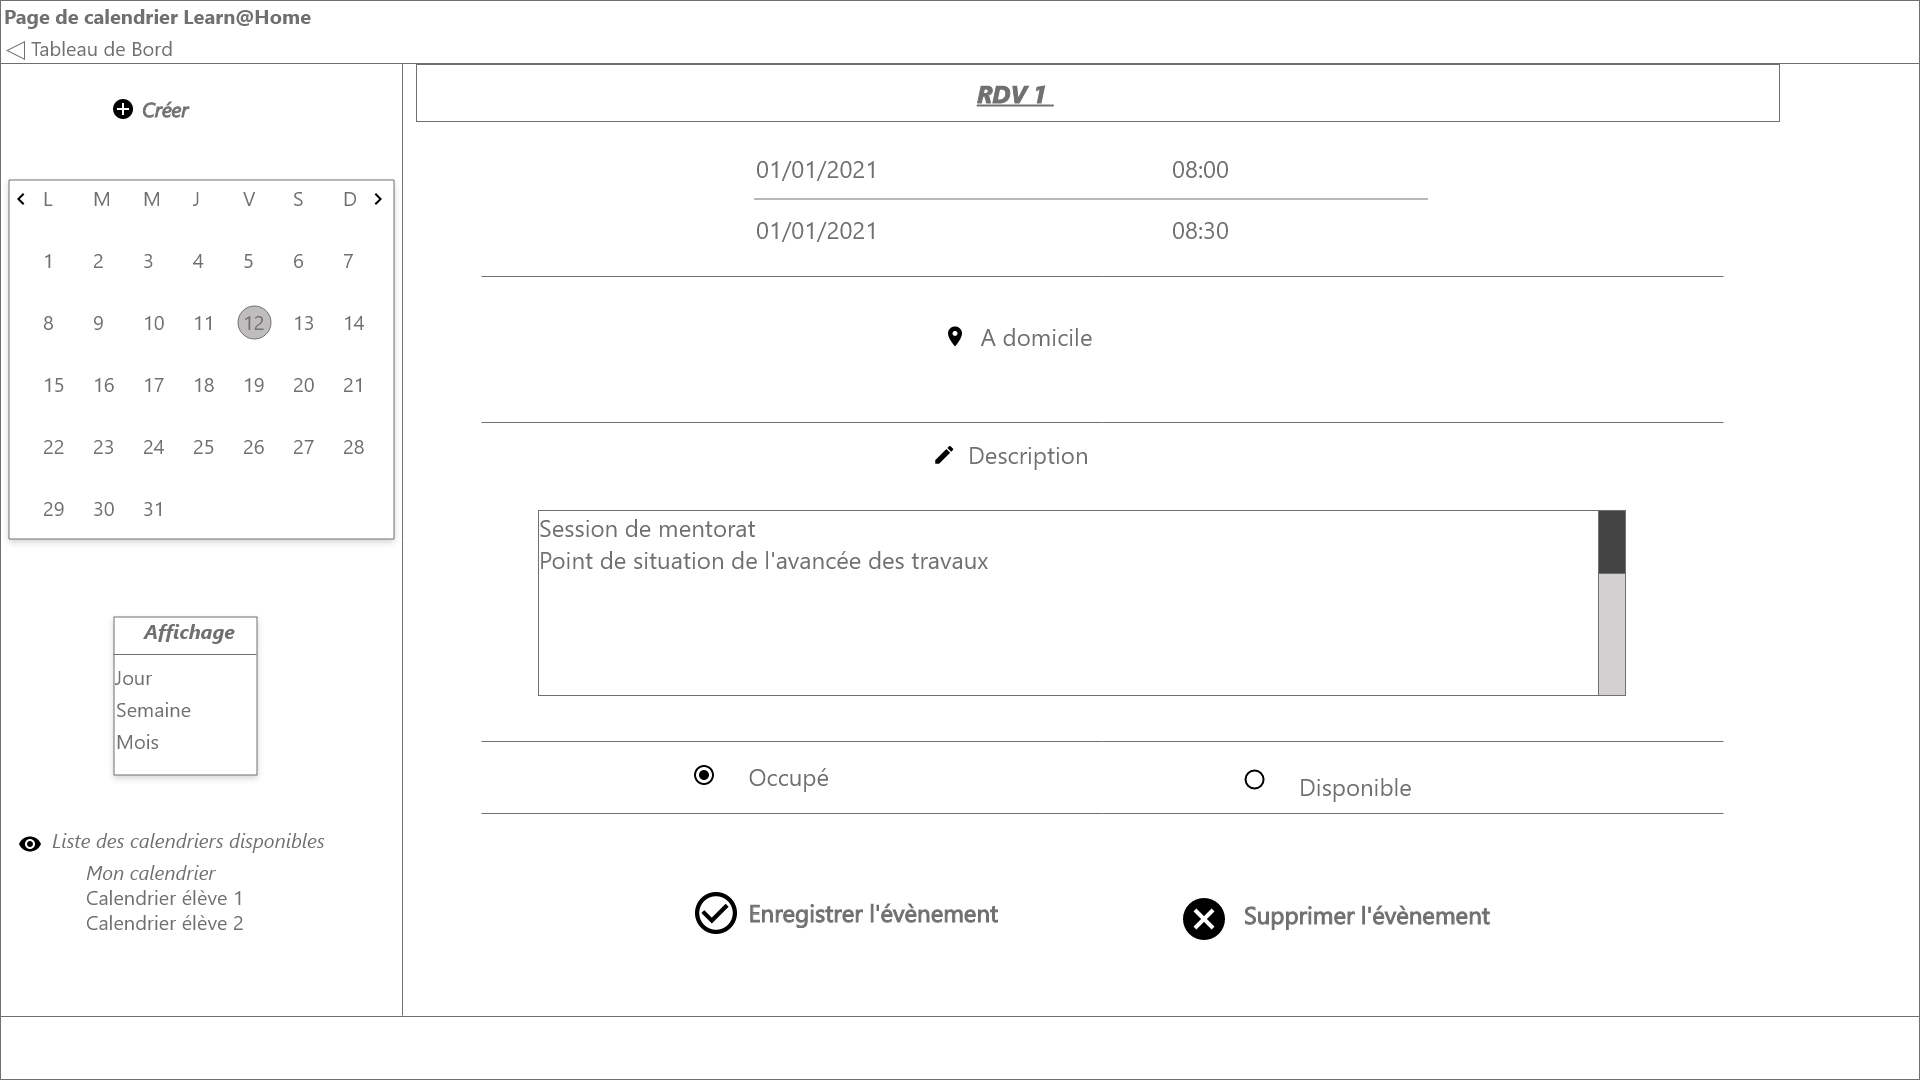 Page de calendrier Learn@Home
Tableau de Bord
Créer
L M M J V S D
1 2 3 4 5 6 7
8 9 10 11 12 13 14
15 16 17 18 19 20 21
22 23 24 25 26 27 28
29 30 31
Affichage
Jour
Semaine
Mois
Liste des calendriers disponibles
Mon calendrier
Calendrier élève 1
Calendrier élève 2
RDV 1
01/01/2021 08:00
01/01/2021 08:30
A domicile
Description
Session de mentorat
Point de situation de l'avancée des travaux
Occupé
Disponible
Enregistrer l'évènement
Supprimer l'évènement